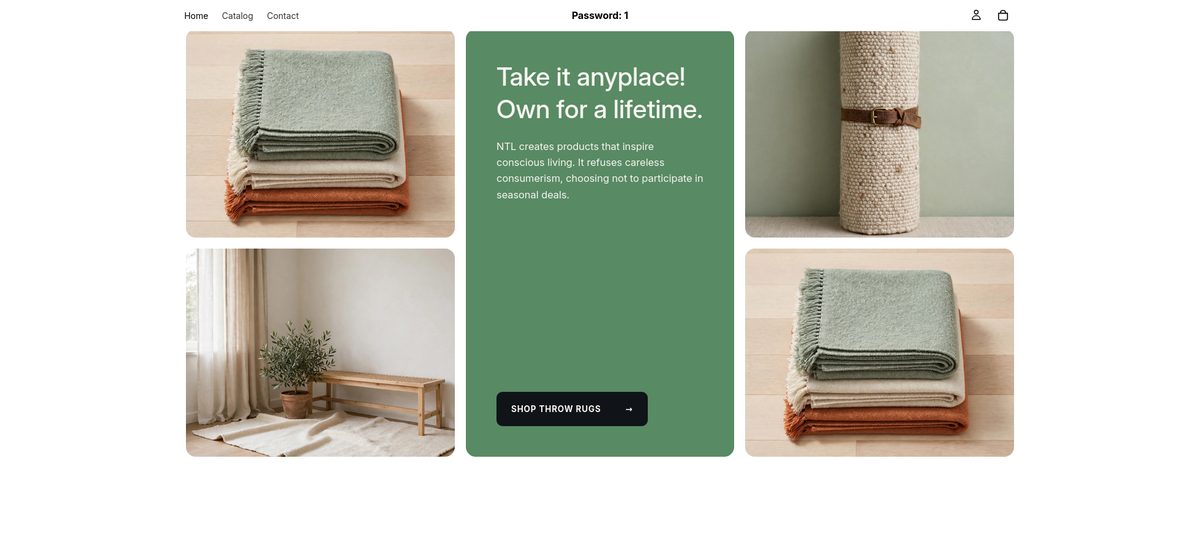 Home
Catalog
Contact
Password: 1
Take it anyplace!
Own for a lifetime.
NTL creates products that inspire
conscious living. It refuses careless
consumerism, choosing not to participate in
seasonal deals.
SHOP THROW RUGS →